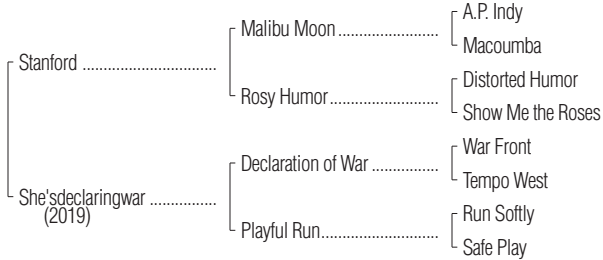 A.P. Indy
Malibu Moon ........................
Macoumba
Stanford ................................
Distorted Humor
Rosy Humor..........................
Show Me the Roses
War Front
Declaration of War ................
Tempo West
She'sdeclaringwar ................
(2019)
Run Softly
Playful Run............................
Safe Play